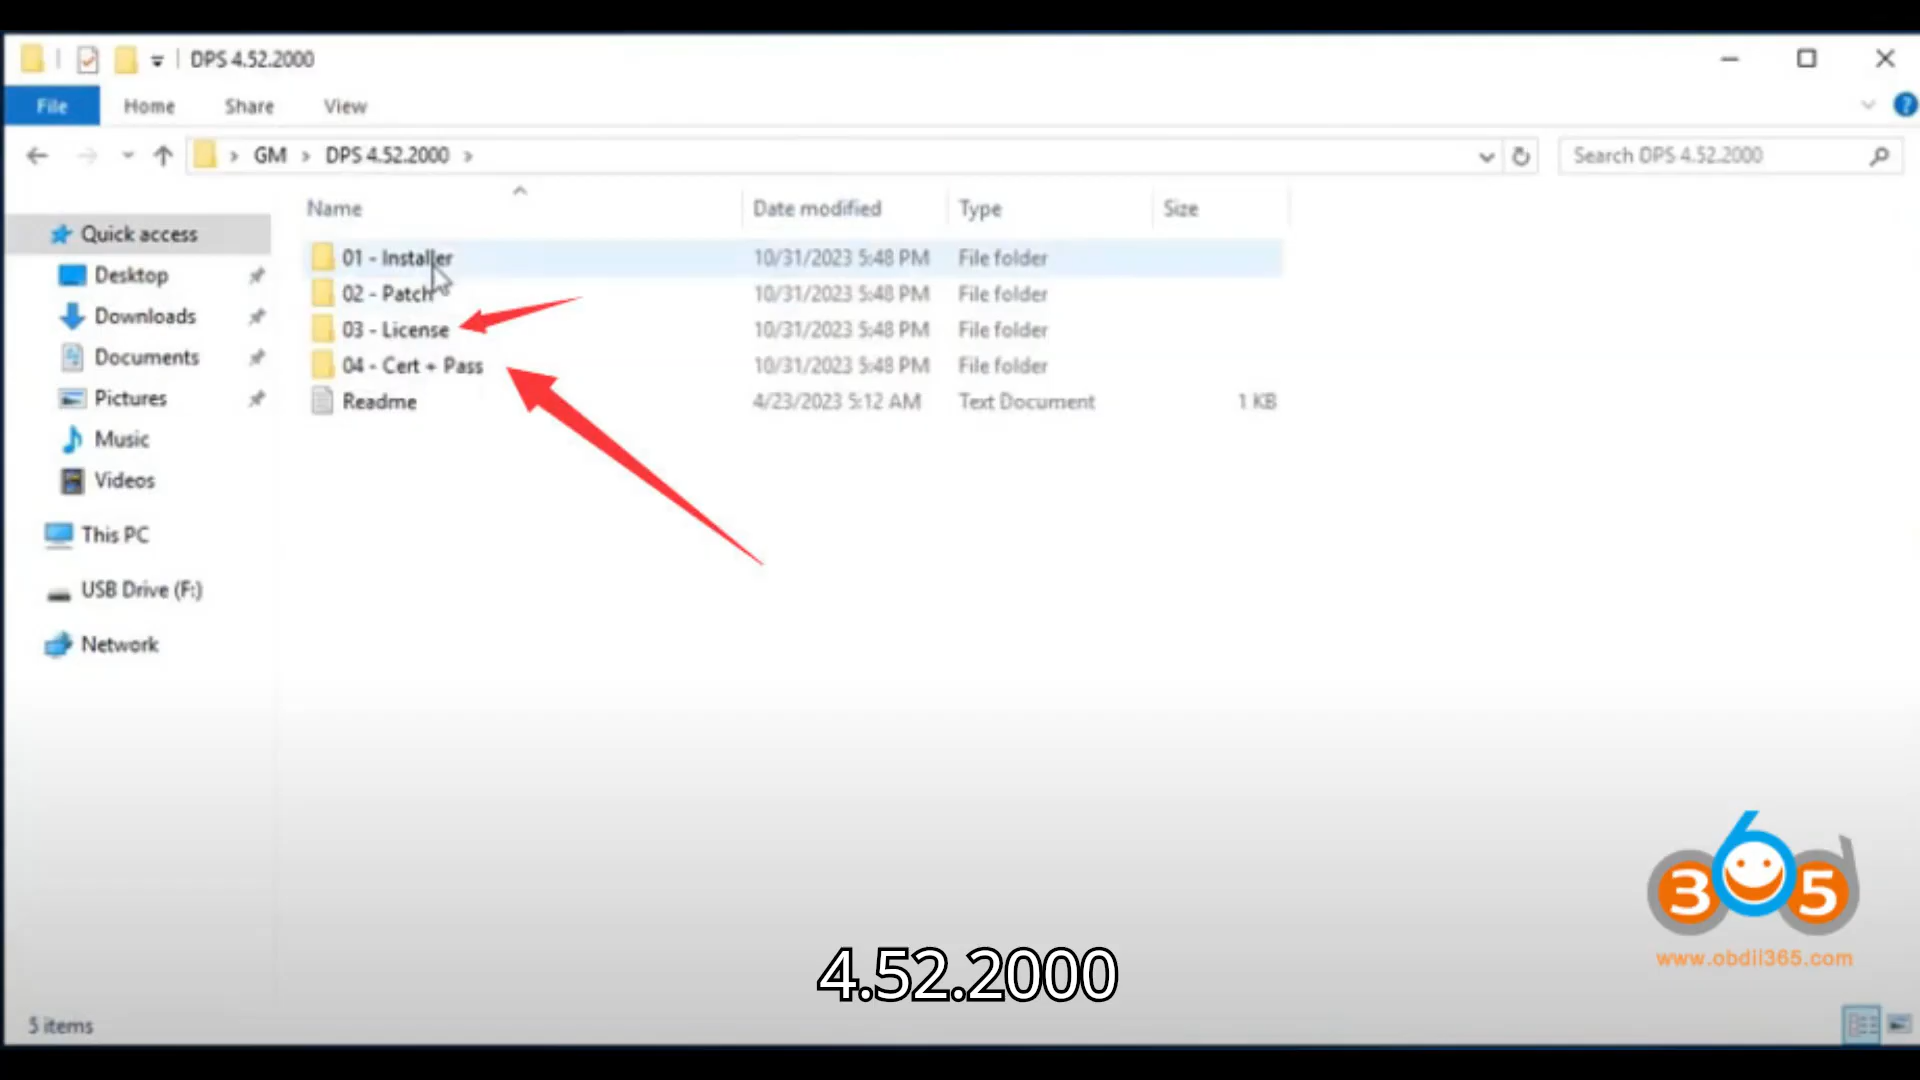 DPS 4.52.2000
File Home Share View
GM > DPS 4.52.2000 >
Search DPS 4.52.2000
Name Date modified Type Size
Quick access
Desktop
Downloads
Documents
Pictures
Music
Videos
This PC
USB Drive (F:)
Network
01 - Installer 10/31/2023 5:48 PM File folder
02 - Patch 10/31/2023 5:48 PM File folder
03 - License 10/31/2023 5:48 PM File folder
04 - Cert + Pass 10/31/2023 5:48 PM File folder
Readme 4/23/2023 5:12 AM Text Document 1 KB
365
www.obdii365.com
4.52.2000
5 items